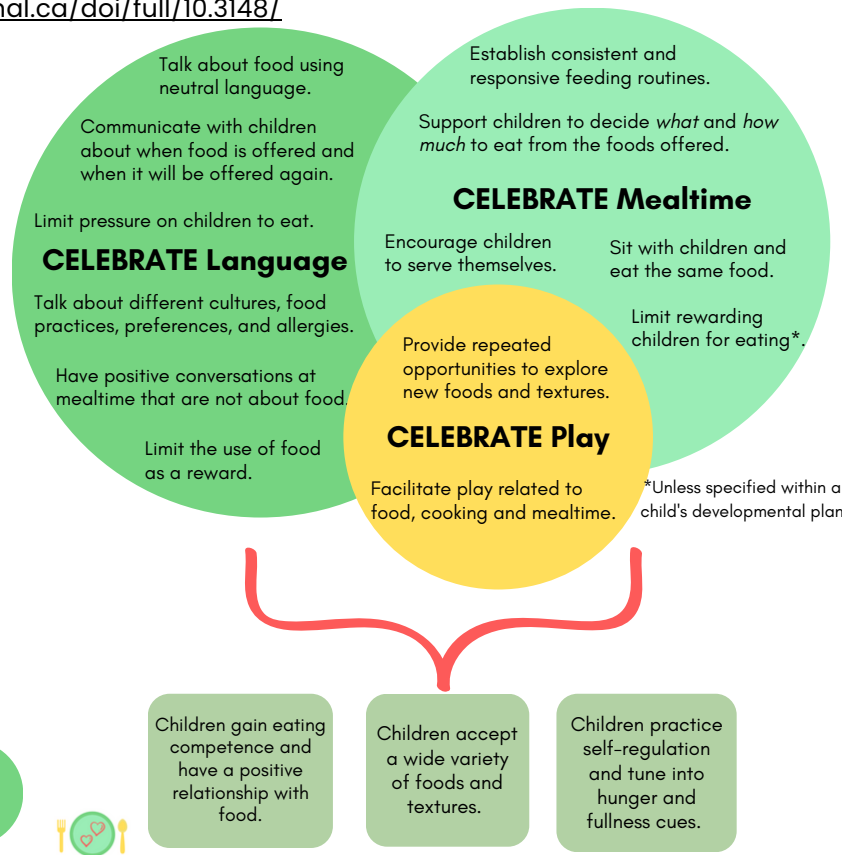 nal.ca/doi/full/10.3148/
Talk about food using
neutral language.
Communicate with children
about when food is offered and
when it will be offered again.
Limit pressure on children to eat.
CELEBRATE Language
Talk about different cultures, food
practices, preferences, and allergies.
Have positive conversations at
mealtime that are not about food.
Limit the use of food
as a reward.
Establish consistent and
responsive feeding routines.
Support children to decide what and how
much to eat from the foods offered.
CELEBRATE Mealtime
Encourage children
to serve themselves.
Sit with children and
eat the same food.
Limit rewarding
children for eating*.
Provide repeated
opportunities to explore
new foods and textures.
CELEBRATE Play
Facilitate play related to
food, cooking and mealtime.
*Unless specified within a
child's developmental plan
Children gain eating
competence and
have a positive
relationship with
food.
Children accept
a wide variety
of foods and
textures.
Children practice
self-regulation
and tune into
hunger and
fullness cues.